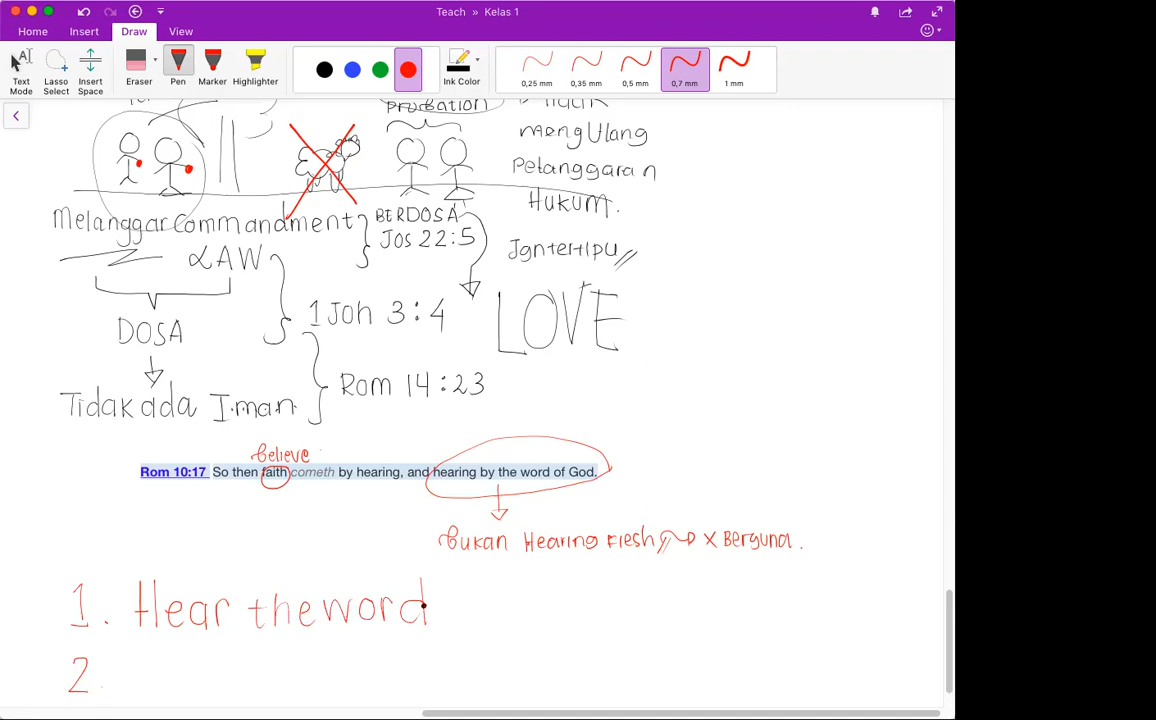 Teach » Kelas 1
Home Insert Draw View
Text Mode
Lasso Select
Insert Space
Eraser
Pen
Marker
Highlighter
Ink Color
0,25 mm
0,35 mm
0,5 mm
0,7 mm
1 mm
probation
Tidak
mengUlang
Pelanggaran
Hukum.
Melanggar Commandment
BERDOSA
Jos 22:5
LAW
Jgn tertipu
DOSA
1 Joh 3:4
LOVE
Tidak ada Iman
Rom 14:23
believe
Rom 10:17 So then faith cometh by hearing, and hearing by the word of God.
Bukan Hearing Flesh x Berguna.
1. Hear the word
2.